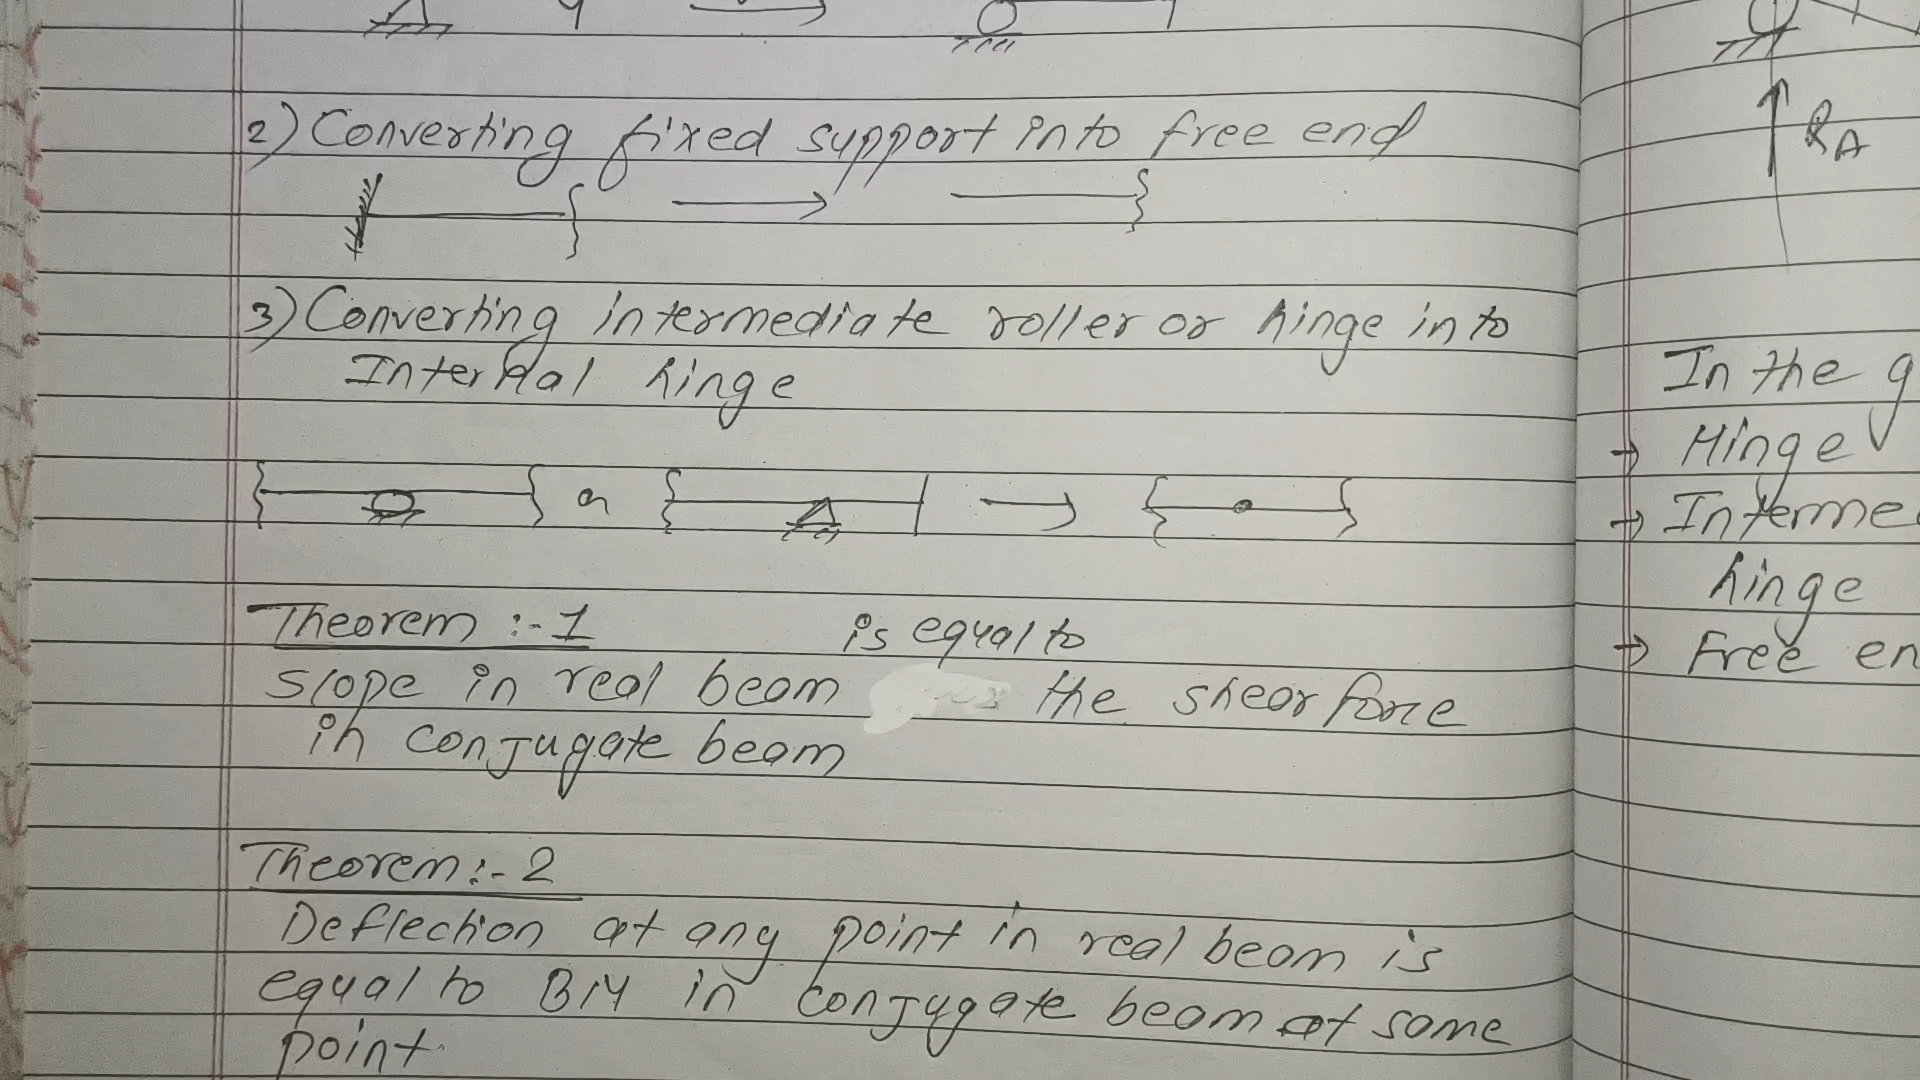 2) Converting fixed support into free end
3) Converting intermediate roller or hinge into
Internal hinge
or
Theorem :- 1
is equal to
slope in real beam the shear force
in conjugate beam
Theorem :- 2
Deflection at any point in real beam is
equal to BM in conjugate beam at same
point.
RA
In the g
→ Hinge
→ Interme
hinge
→ Free en